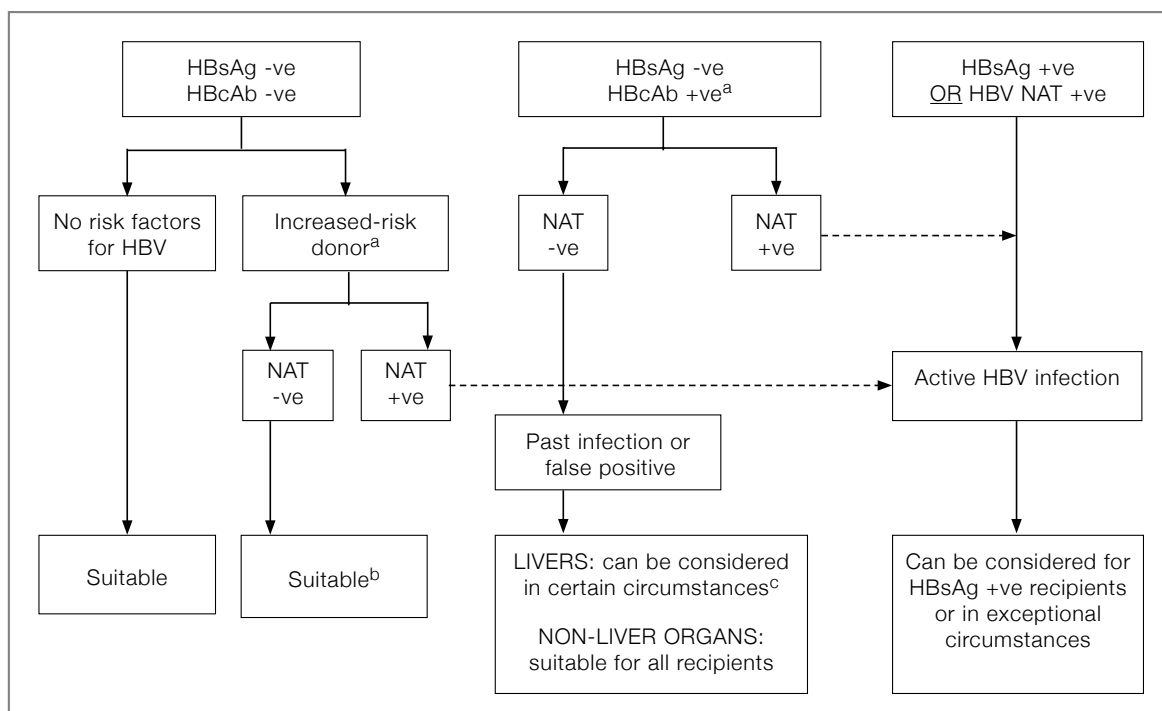 HBsAg -ve
HBcAb -ve
HBsAg -ve
HBcAb +veᵃ
HBsAg +ve
OR HBV NAT +ve
No risk factors
for HBV
Increased-risk
donorᵃ
NAT
-ve
NAT
+ve
NAT
-ve
NAT
+ve
Active HBV infection
Past infection or
false positive
Suitable
Suitableᵇ
LIVERS: can be considered
in certain circumstancesᶜ
NON-LIVER ORGANS:
suitable for all recipients
Can be considered for
HBsAg +ve recipients
or in exceptional
circumstances